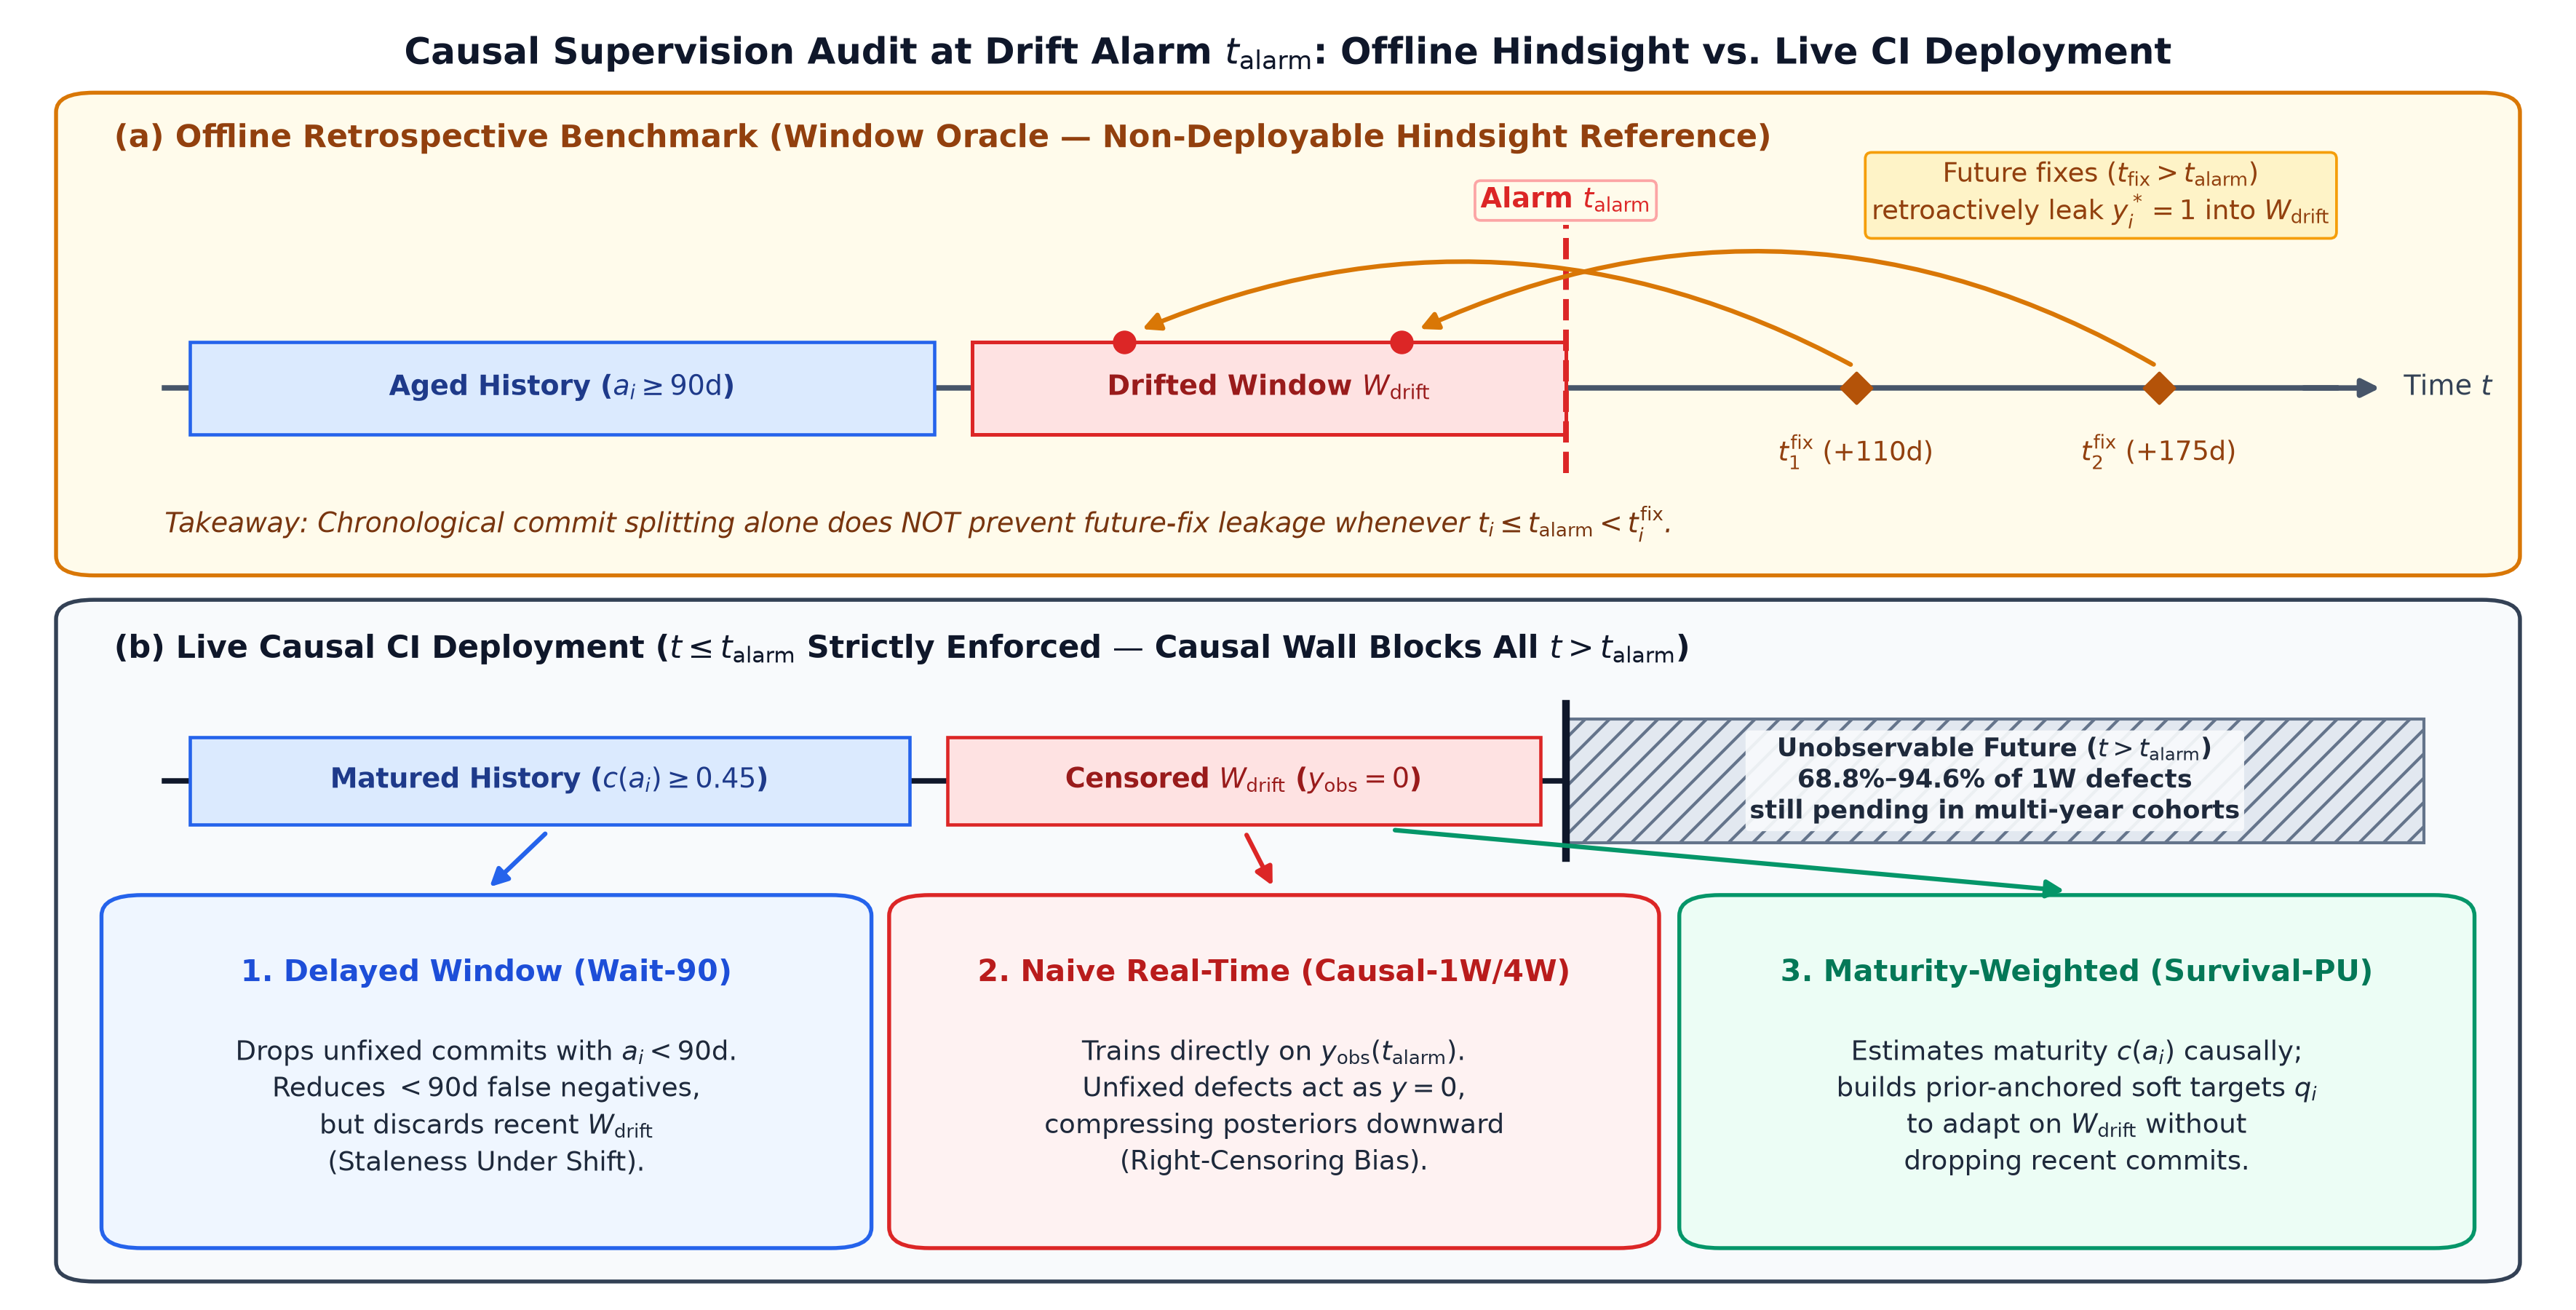 Causal Supervision Audit at Drift Alarm t_alarm: Offline Hindsight vs. Live CI Deployment
(a) Offline Retrospective Benchmark (Window Oracle — Non-Deployable Hindsight Reference)
Future fixes (t_fix > t_alarm)
retroactively leak y_i^* = 1 into W_drift
Alarm t_alarm
Aged History (a_i ≥ 90d)
Drifted Window W_drift
Time t
t_1^fix (+110d)
t_2^fix (+175d)
Takeaway: Chronological commit splitting alone does NOT prevent future-fix leakage whenever t_i ≤ t_alarm < t_i^fix.
(b) Live Causal CI Deployment (t ≤ t_alarm Strictly Enforced — Causal Wall Blocks All t > t_alarm)
Matured History (c(a_i) ≥ 0.45)
Censored W_drift (y_obs = 0)
Unobservable Future (t > t_alarm)
68.8%–94.6% of 1W defects
still pending in multi-year cohorts
1. Delayed Window (Wait-90)
Drops unfixed commits with a_i < 90d.
Reduces < 90d false negatives,
but discards recent W_drift
(Staleness Under Shift).
2. Naive Real-Time (Causal-1W/4W)
Trains directly on y_obs(t_alarm).
Unfixed defects act as y = 0,
compressing posteriors downward
(Right-Censoring Bias).
3. Maturity-Weighted (Survival-PU)
Estimates maturity c(a_i) causally;
builds prior-anchored soft targets q_i
to adapt on W_drift without
dropping recent commits.